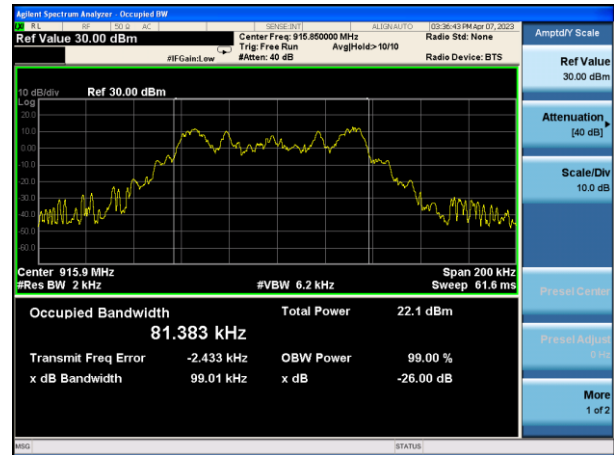 Agilent Spectrum Analyzer - Occupied BW
RL RF 50 Ω AC SENSE:INT ALIGNAUTO 03:36:43 PM Apr 07, 2023
Ref Value 30.00 dBm Center Freq: 915.850000 MHz Radio Std: None
Trig: Free Run Avg|Hold:> 10/10
#IFGain:Low #Atten: 40 dB Radio Device: BTS
10 dB/div Ref 30.00 dBm
Log
20.0
10.0
0.00
-10.0
-20.0
-30.0
-40.0
-50.0
-60.0
Center 915.9 MHz Span 200 kHz
#Res BW 2 kHz #VBW 6.2 kHz Sweep 61.6 ms
Occupied Bandwidth Total Power 22.1 dBm
81.383 kHz
Transmit Freq Error -2.433 kHz OBW Power 99.00 %
x dB Bandwidth 99.01 kHz x dB -26.00 dB
MSG STATUS
Amptd/Y Scale
Ref Value
30.00 dBm
Attenuation
[40 dB]
Scale/Div
10.0 dB
Presel Center
Presel Adjust
0 Hz
More
1 of 2